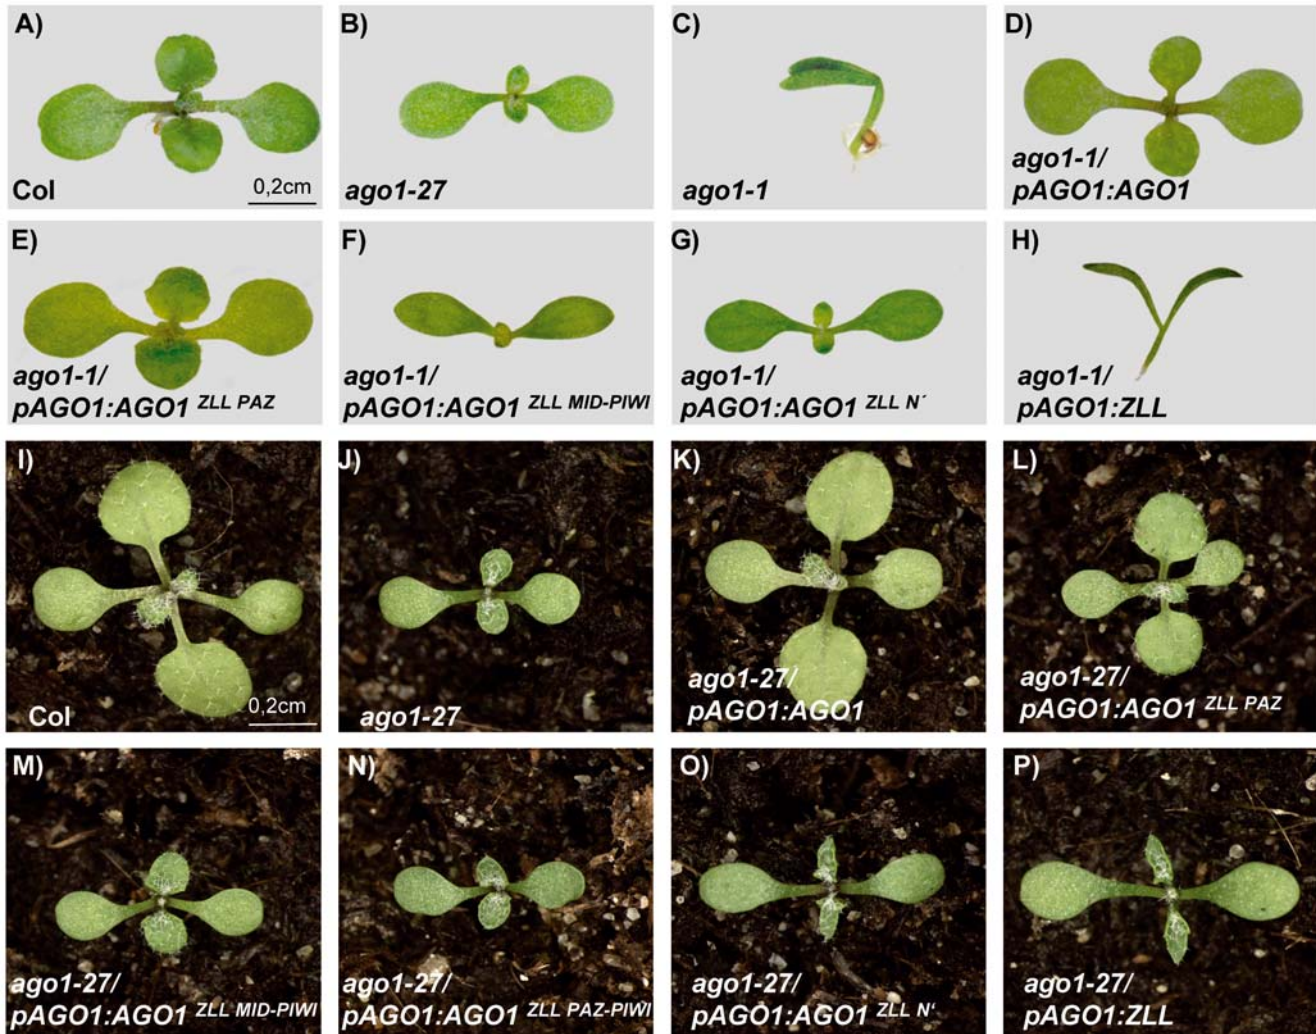 A)
Col
0,2cm
B)
ago1-27
C)
ago1-1
D)
ago1-1/
pAGO1:AGO1
E)
ago1-1/
pAGO1:AGO1 ZLL PAZ
F)
ago1-1/
pAGO1:AGO1 ZLL MID-PIWI
G)
ago1-1/
pAGO1:AGO1 ZLL N´
H)
ago1-1/
pAGO1:ZLL
I)
Col
0,2cm
J)
ago1-27
K)
ago1-27/
pAGO1:AGO1
L)
ago1-27/
pAGO1:AGO1 ZLL PAZ
M)
ago1-27/
pAGO1:AGO1 ZLL MID-PIWI
N)
ago1-27/
pAGO1:AGO1 ZLL PAZ-PIWI
O)
ago1-27/
pAGO1:AGO1 ZLL N‘
P)
ago1-27/
pAGO1:ZLL